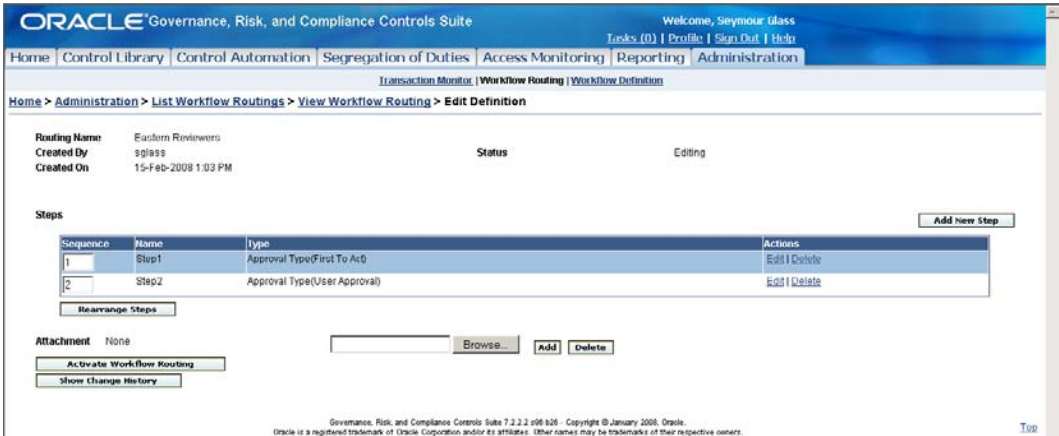 ORACLE Governance, Risk, and Compliance Controls Suite
Welcome, Seymour Glass
Tasks (0) | Profile | Sign Out | Help
Home Control Library Control Automation Segregation of Duties Access Monitoring Reporting Administration
Transaction Monitor | Workflow Routing | Workflow Definition
Home > Administration > List Workflow Routings > View Workflow Routing > Edit Definition
Routing Name Eastern Reviewers
Created By sglass Status Editing
Created On 15-Feb-2008 1:03 PM
Steps
Add New Step
Sequence Name Type Actions
1 Step1 Approval Type(First To Act) Edit | Delete
2 Step2 Approval Type(User Approval) Edit | Delete
Rearrange Steps
Attachment None Browse... Add Delete
Activate Workflow Routing
Show Change History
Governance, Risk, and Compliance Controls Suite 7.2.2.2 s96 b26 - Copyright © January 2008, Oracle.
Oracle is a registered trademark of Oracle Corporation and/or its affiliates. Other names may be trademarks of their respective owners.
Top